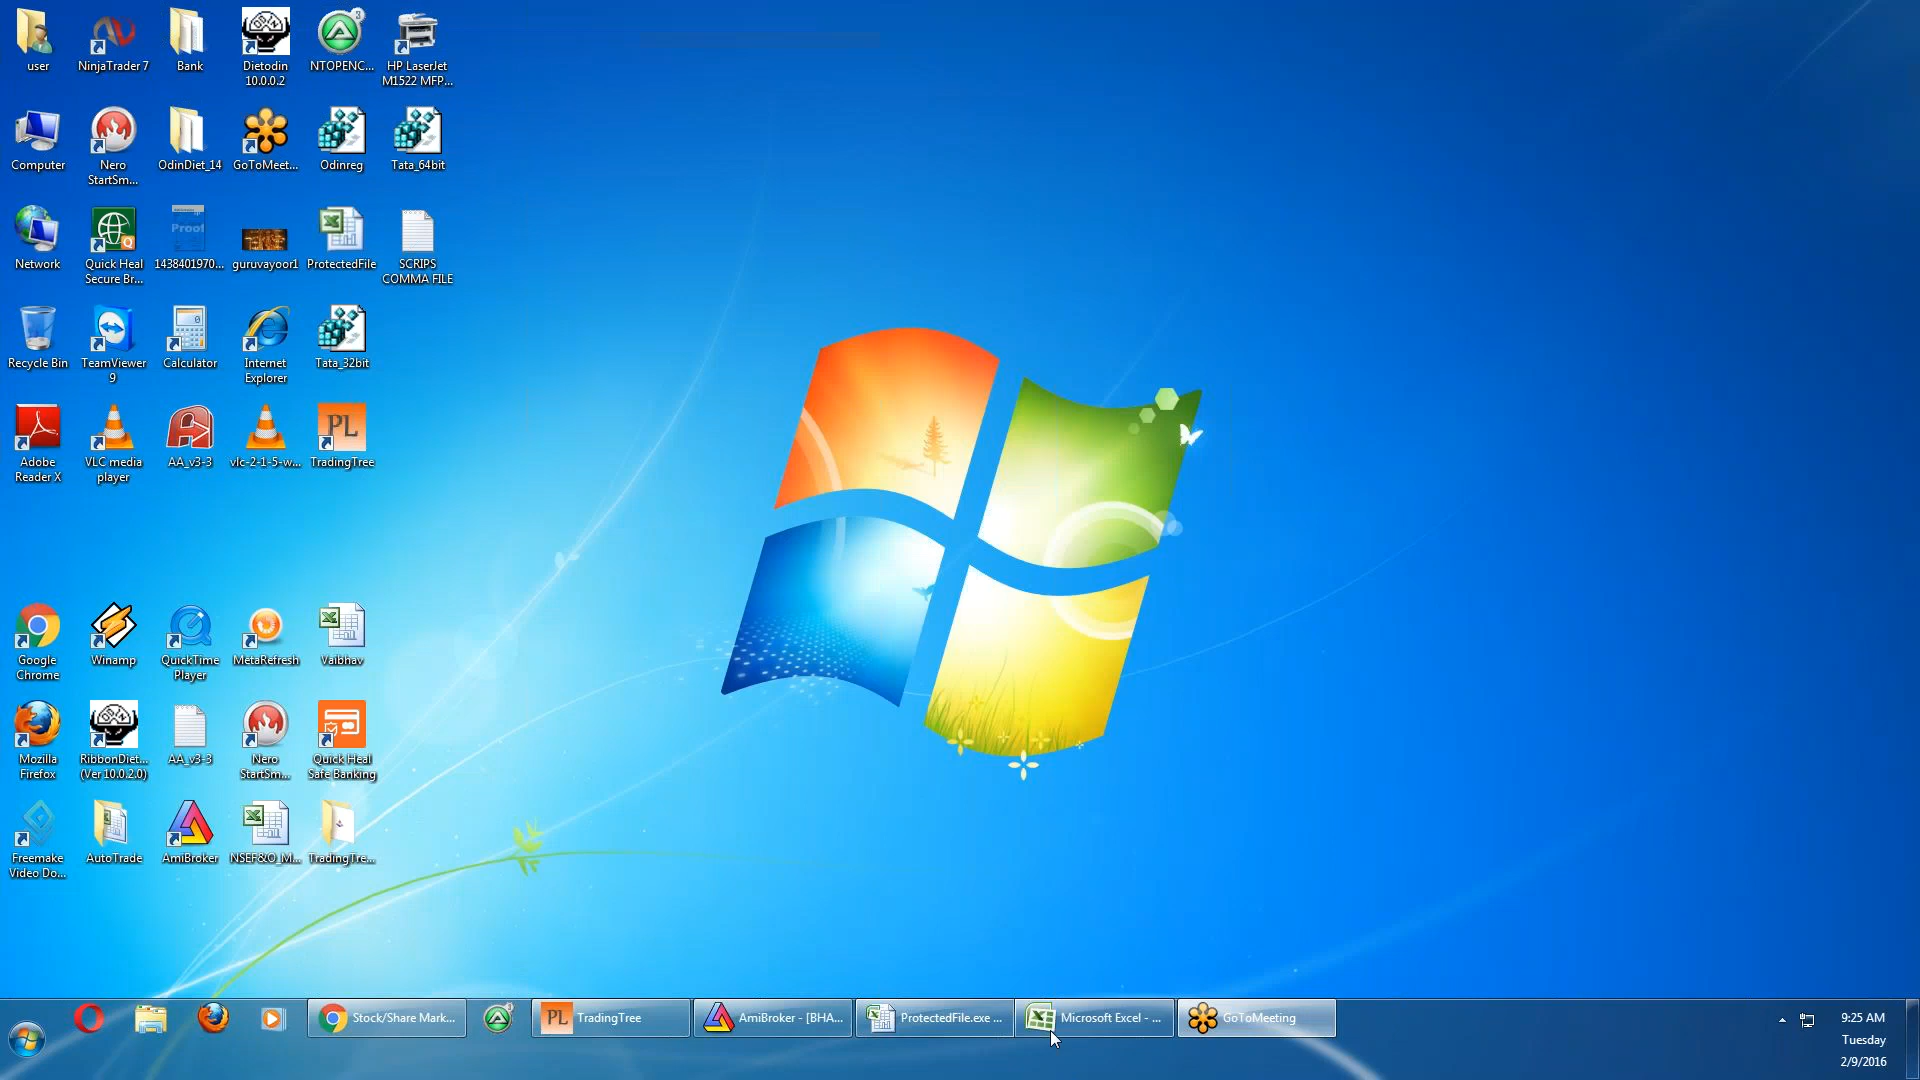 user
NinjaTrader 7
Bank
Dietodin
10.0.0.2
NTOPENC...
HP LaserJet
M1522 MFP...
Computer
Nero
StartSm...
OdinDiet_14
GoToMeet...
Odinreg
Tata_64bit
Network
Quick Heal
Secure Br...
Proof
1438401970...
guruvayoor1
ProtectedFile
SCRIPS
COMMA FILE
Recycle Bin
TeamViewer
9
Calculator
Internet
Explorer
Tata_32bit
Adobe
Reader X
VLC media
player
AA_v3-3
vlc-2-1-5-w...
PL
TradingTree
Google
Chrome
Winamp
QuickTime
Player
MetaRefresh
Vaibhav
Mozilla
Firefox
RibbonDiet...
(Ver 10.0.2.0)
AA_v3-3
Nero
StartSm...
Quick Heal
Safe Banking
Freemake
Video Do...
AutoTrade
AmiBroker
NSEF&O_M...
TradingTre...
Stock/Share Mark...
PL
TradingTree
AmiBroker - [BHA...
ProtectedFile.exe ...
Microsoft Excel - ...
GoToMeeting
9:25 AM
Tuesday
2/9/2016